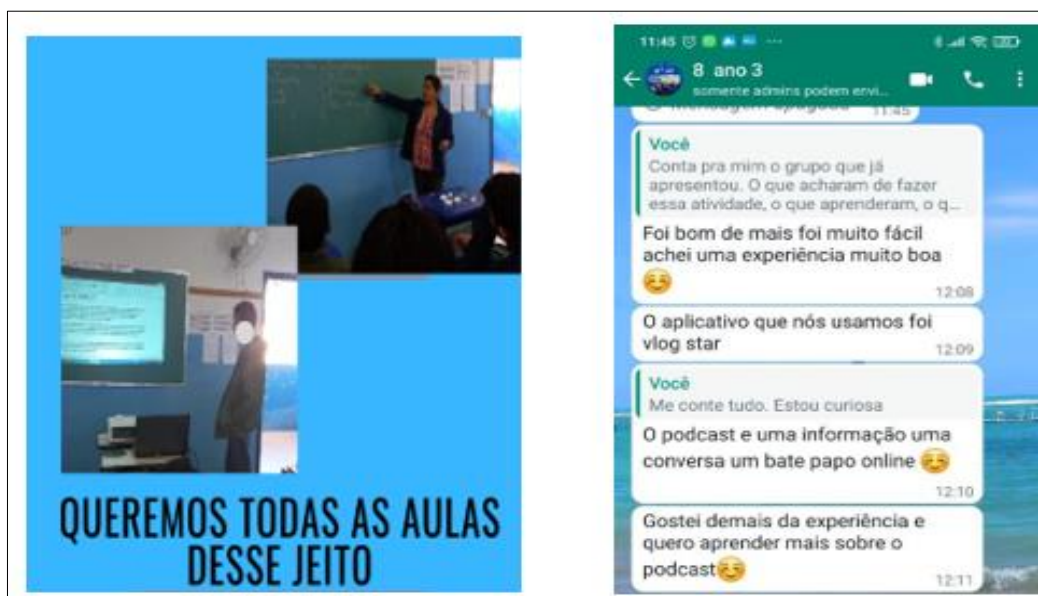 QUEREMOS TODAS AS AULAS
DESSE JEITO
11:45
8 ano 3
somente admins podem envi...
11:45
Você
Conta pra mim o grupo que já
apresentou. O que acharam de fazer
essa atividade, o que aprenderam, o q...
Foi bom de mais foi muito fácil
achei uma experiência muito boa
☺️
12:08
O aplicativo que nós usamos foi
vlog star
12:09
Você
Me conte tudo. Estou curiosa
O podcast e uma informação uma
conversa um bate papo online ☺️
12:10
Gostei demais da experiência e
quero aprender mais sobre o
podcast☺️
12:11